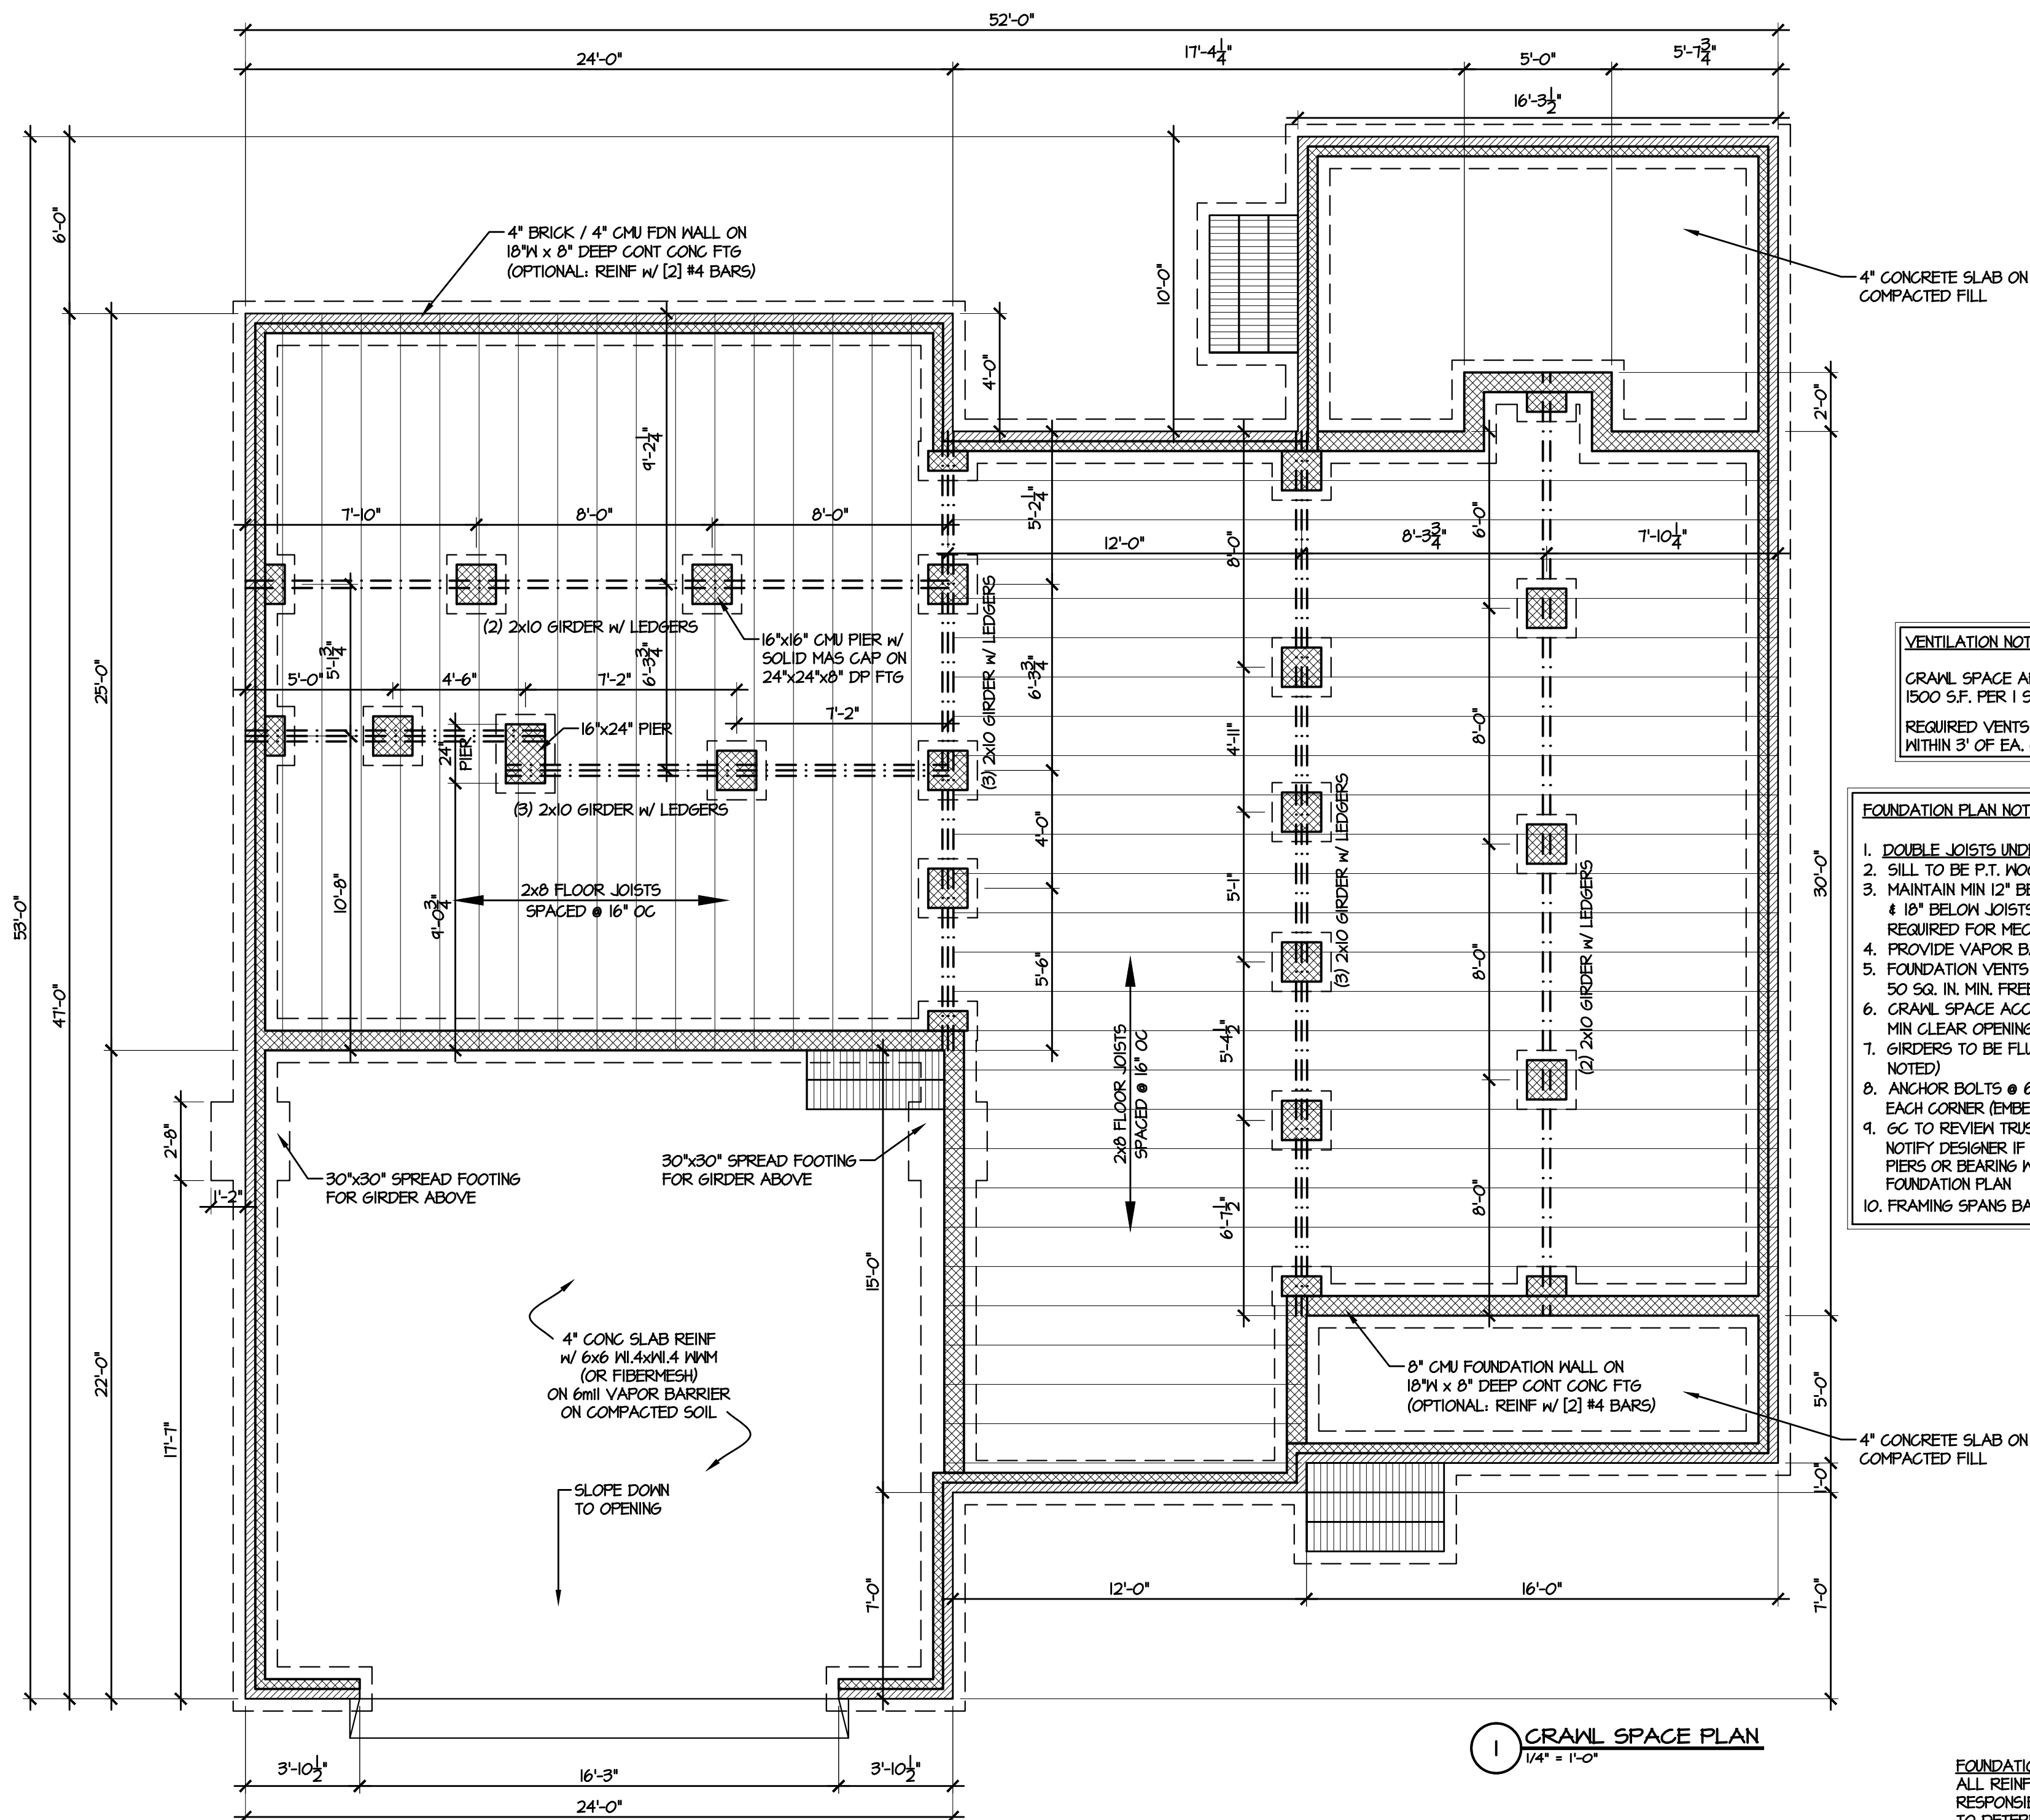 52'-0"
24'-0"
17'-4 1/4"
5'-0"
5'-7 3/4"
16'-3 1/2"
6'-0"
4" BRICK / 4" CMU FDN WALL ON
18"W x 8" DEEP CONT CONC FTG
(OPTIONAL: REINF w/ [2] #4 BARS)
10'-0"
4" CONCRETE SLAB ON
COMPACTED FILL
4'-0"
2'-0"
9'-2 1/4"
5'-2 1/4"
7'-10"
8'-0"
8'-0"
12'-0"
8'-0"
8'-3 3/4"
6'-0"
7'-10 1/4"
(2) 2x10 GIRDER w/ LEDGERS
16"x16" CMU PIER w/
SOLID MAS CAP ON
24"x24"x8" DP FTG
(3) 2x10 GIRDER w/ LEDGERS
5'-1 3/4"
6'-3 3/4"
6'-3 3/4"
25'-0"
5'-0"
4'-6"
7'-2"
7'-2"
16"x24" PIER
24"
PIER
4'-11"
8'-0"
(3) 2x10 GIRDER w/ LEDGERS
4'-0"
(3) 2x10 GIRDER w/ LEDGERS
VENTILATION NOT
CRAWL SPACE A
1500 S.F. PER 1 S
REQUIRED VENTS
WITHIN 3' OF EA.
FOUNDATION PLAN NOT
1. DOUBLE JOISTS UND
2. SILL TO BE P.T. WO
3. MAINTAIN MIN 12" BE
& 18" BELOW JOISTS
REQUIRED FOR MEC
4. PROVIDE VAPOR B
5. FOUNDATION VENTS
50 SQ. IN. MIN. FREE
6. CRAWL SPACE ACC
MIN CLEAR OPENING
7. GIRDERS TO BE FLU
NOTED)
8. ANCHOR BOLTS @ 6
EACH CORNER (EMBE
9. GC TO REVIEW TRUS
NOTIFY DESIGNER IF
PIERS OR BEARING W
FOUNDATION PLAN
10. FRAMING SPANS BA
53'-0"
47'-0"
10'-8"
9'-0 3/4"
2x8 FLOOR JOISTS
SPACED @ 16" OC
5'-6"
5'-1"
8'-0"
30'-0"
(2) 2x10 GIRDER w/ LEDGERS
5'-4 1/2"
2x8 FLOOR JOISTS
SPACED @ 16" OC
2'-8"
1'-2"
30"x30" SPREAD FOOTING
FOR GIRDER ABOVE
30"x30" SPREAD FOOTING
FOR GIRDER ABOVE
6'-7 1/2"
8'-0"
15'-0"
22'-0"
17'-7"
4" CONC SLAB REINF
w/ 6x6 W1.4xW1.4 WWM
(OR FIBERMESH)
ON 6mil VAPOR BARRIER
ON COMPACTED SOIL
8" CMU FOUNDATION WALL ON
18"W x 8" DEEP CONT CONC FTG
(OPTIONAL: REINF w/ [2] #4 BARS)
5'-0"
4" CONCRETE SLAB ON
COMPACTED FILL
1'-0"
SLOPE DOWN
TO OPENING
7'-0"
12'-0"
16'-0"
7'-0"
3'-10 1/2"
16'-3"
3'-10 1/2"
24'-0"
1
CRAWL SPACE PLAN
1/4" = 1'-0"
FOUNDATIO
ALL REINF
RESPONSI